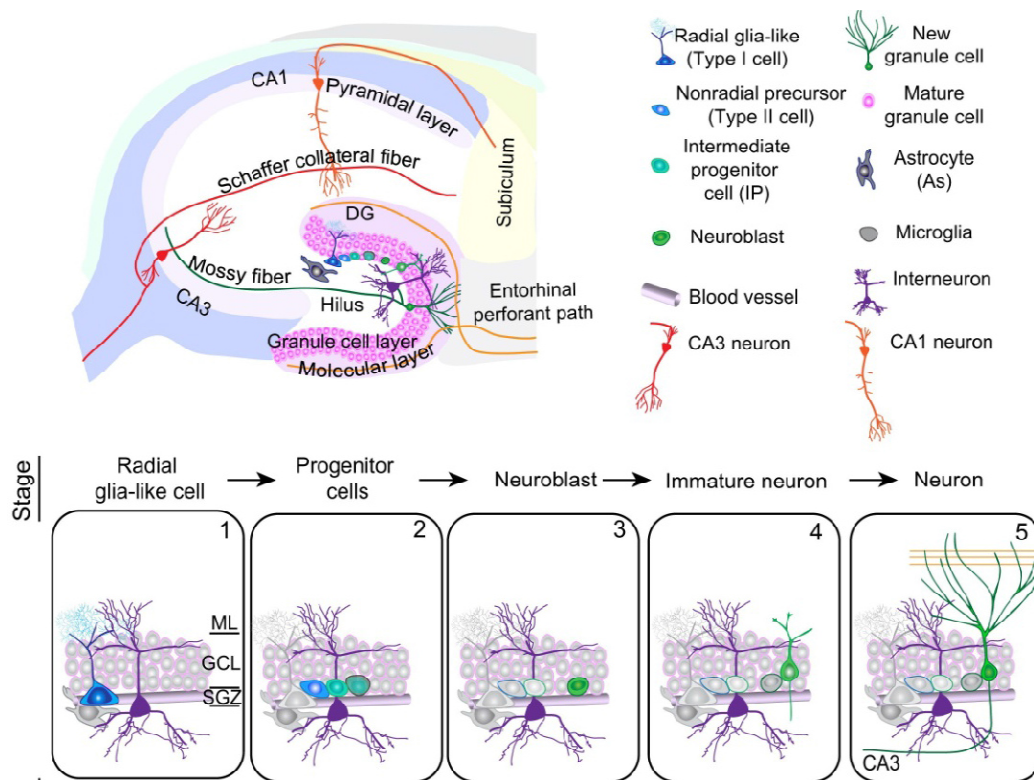 CA1
Pyramidal layer
Schaffer collateral fiber
Subiculum
DG
Mossy fiber
CA3
Hilus
Entorhinal
perforant path
Granule cell layer
Molecular layer
Radial glia-like
(Type I cell)
Nonradial precursor
(Type II cell)
Intermediate
progenitor
cell (IP)
Neuroblast
Blood vessel
CA3 neuron
New
granule cell
Mature
granule cell
Astrocyte
(As)
Microglia
Interneuron
CA1 neuron
Stage
Radial
glia-like cell
Progenitor
cells
Neuroblast
Immature neuron
Neuron
1
ML
GCL
SGZ
2
3
4
5
CA3